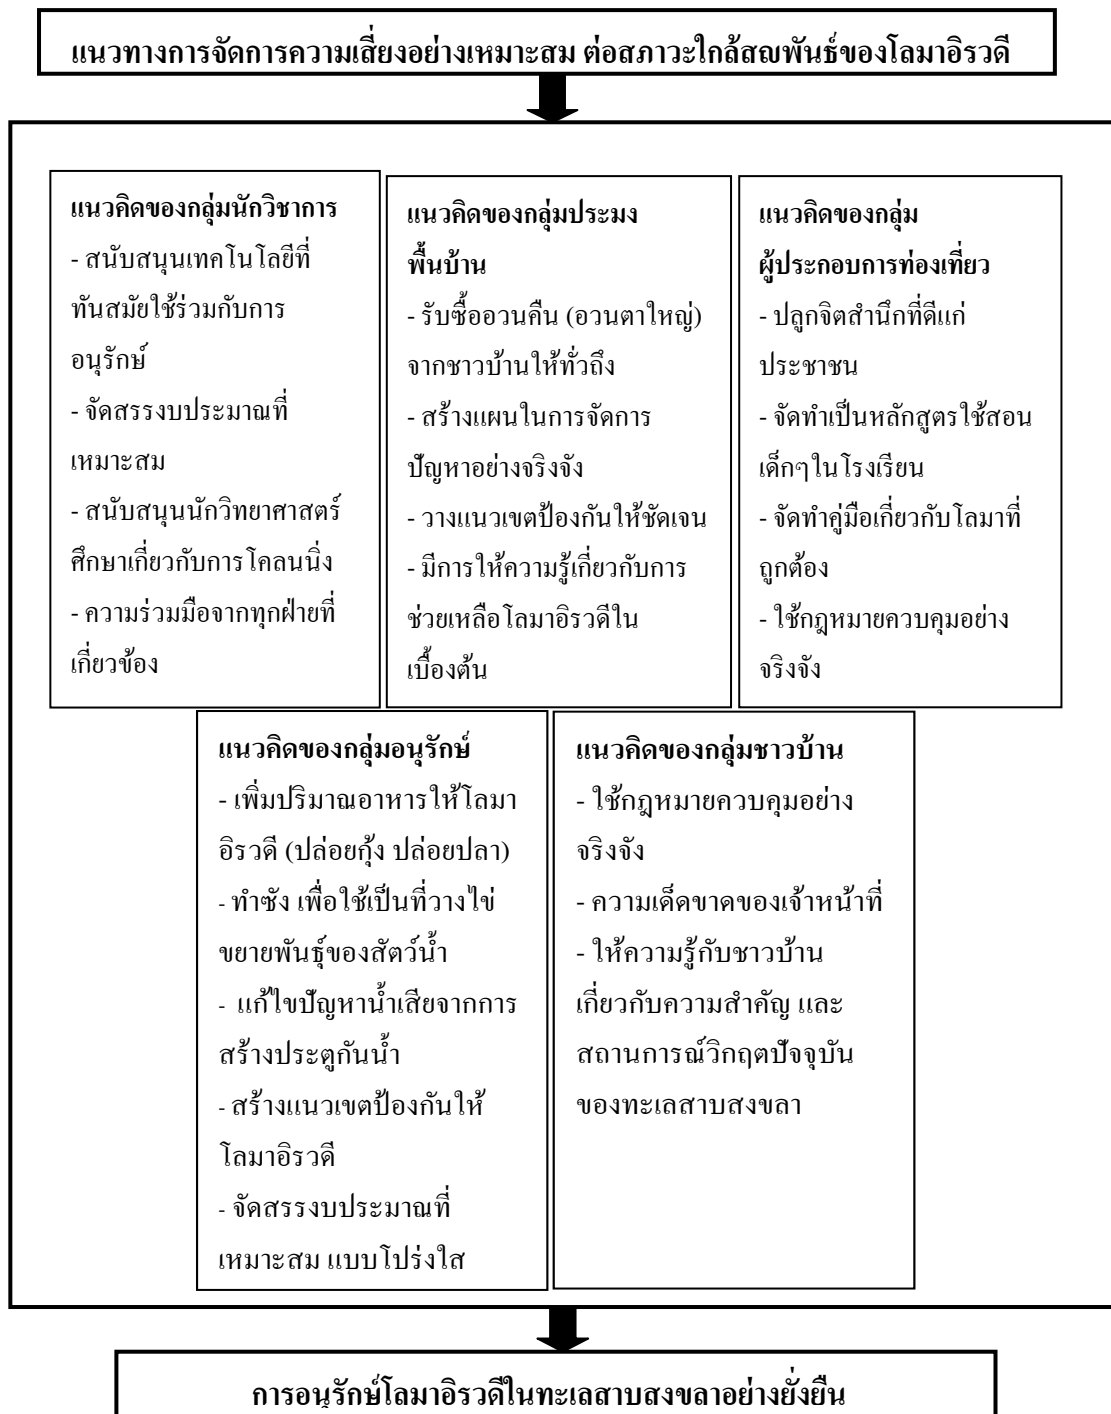 แนวทางการจัดการความเสี่ยงอย่างเหมาะสม ต่อสภาวะใกล้สญพันธ์ของโลมาอิรวดี
แนวคิดของกลุ่มนักวิชาการ
- สนับสนุนเทคโนโลยีที่
ทันสมัยใช้ร่วมกับการ
อนุรักษ์
- จัดสรรงบประมาณที่
เหมาะสม
- สนับสนุนนักวิทยาศาสตร์
ศึกษาเกี่ยวกับการโคลนนิ่ง
- ความร่วมมือจากทุกฝ่ายที่
เกี่ยวข้อง
แนวคิดของกลุ่มประมง
พื้นบ้าน
- รับซื้ออวนคืน (อวนตาใหญ่)
จากชาวบ้านให้ทั่วถึง
- สร้างแผนในการจัดการ
ปัญหาอย่างจริงจัง
- วางแนวเขตป้องกันให้ชัดเจน
- มีการให้ความรู้เกี่ยวกับการ
ช่วยเหลือโลมาอิรวดีใน
เบื้องต้น
แนวคิดของกลุ่ม
ผู้ประกอบการท่องเที่ยว
- ปลูกจิตสำนึกที่ดีแก่
ประชาชน
- จัดทำเป็นหลักสูตรใช้สอน
เด็กๆในโรงเรียน
- จัดทำคู่มือเกี่ยวกับโลมาที่
ถูกต้อง
- ใช้กฎหมายควบคุมอย่าง
จริงจัง
แนวคิดของกลุ่มอนุรักษ์
- เพิ่มปริมาณอาหารให้โลมา
อิรวดี (ปล่อยกุ้ง ปล่อยปลา)
- ทำซัง เพื่อใช้เป็นที่วางไข่
ขยายพันธุ์ของสัตว์น้ำ
- แก้ไขปัญหาน้ำเสียจากการ
สร้างประตูกันน้ำ
- สร้างแนวเขตป้องกันให้
โลมาอิรวดี
- จัดสรรงบประมาณที่
เหมาะสม แบบโปร่งใส
แนวคิดของกลุ่มชาวบ้าน
- ใช้กฎหมายควบคุมอย่าง
จริงจัง
- ความเด็ดขาดของเจ้าหน้าที่
- ให้ความรู้กับชาวบ้าน
เกี่ยวกับความสำคัญ และ
สถานการณ์วิกฤตปัจจุบัน
ของทะเลสาบสงขลา
การอนุรักษ์โลมาอิรวดีในทะเลสาบสงขลาอย่างยั่งยืน